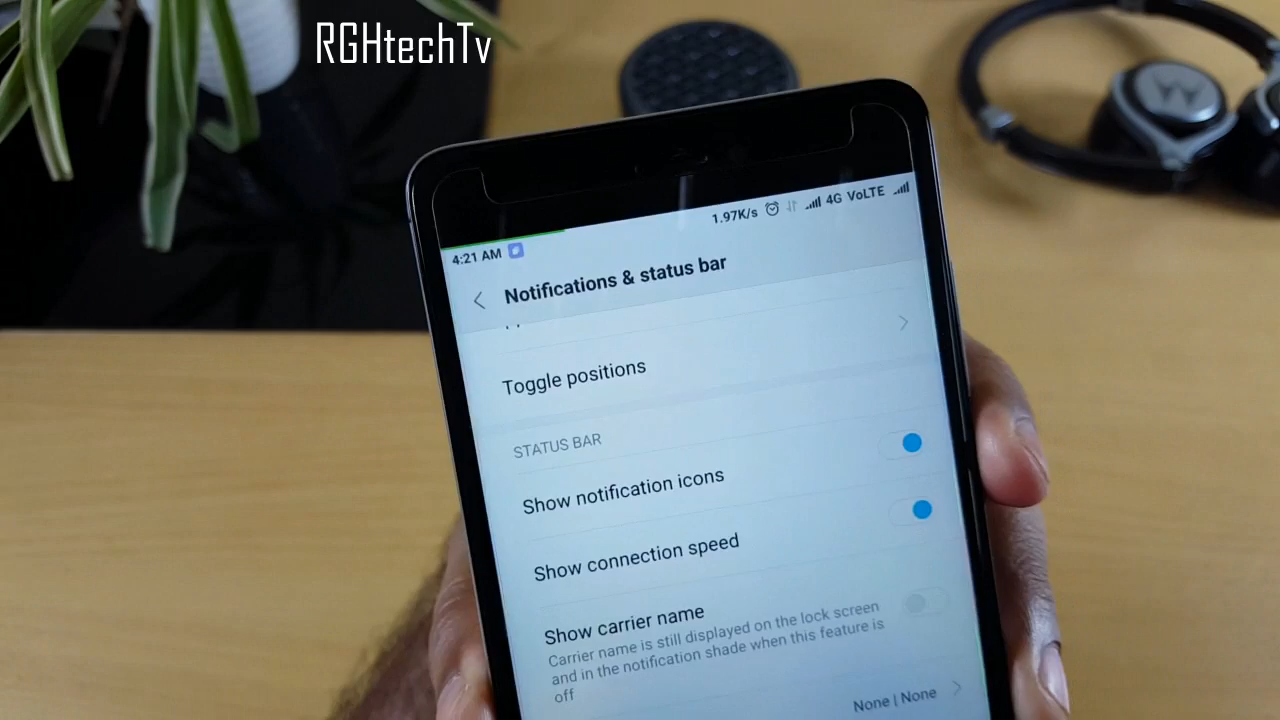 RGHtechTv
1.97K/s 4G VoLTE
4:21 AM
Notifications & status bar
Toggle positions
STATUS BAR
Show notification icons
Show connection speed
Show carrier name
Carrier name is still displayed on the lock screen
and in the notification shade when this feature is
off
None | None